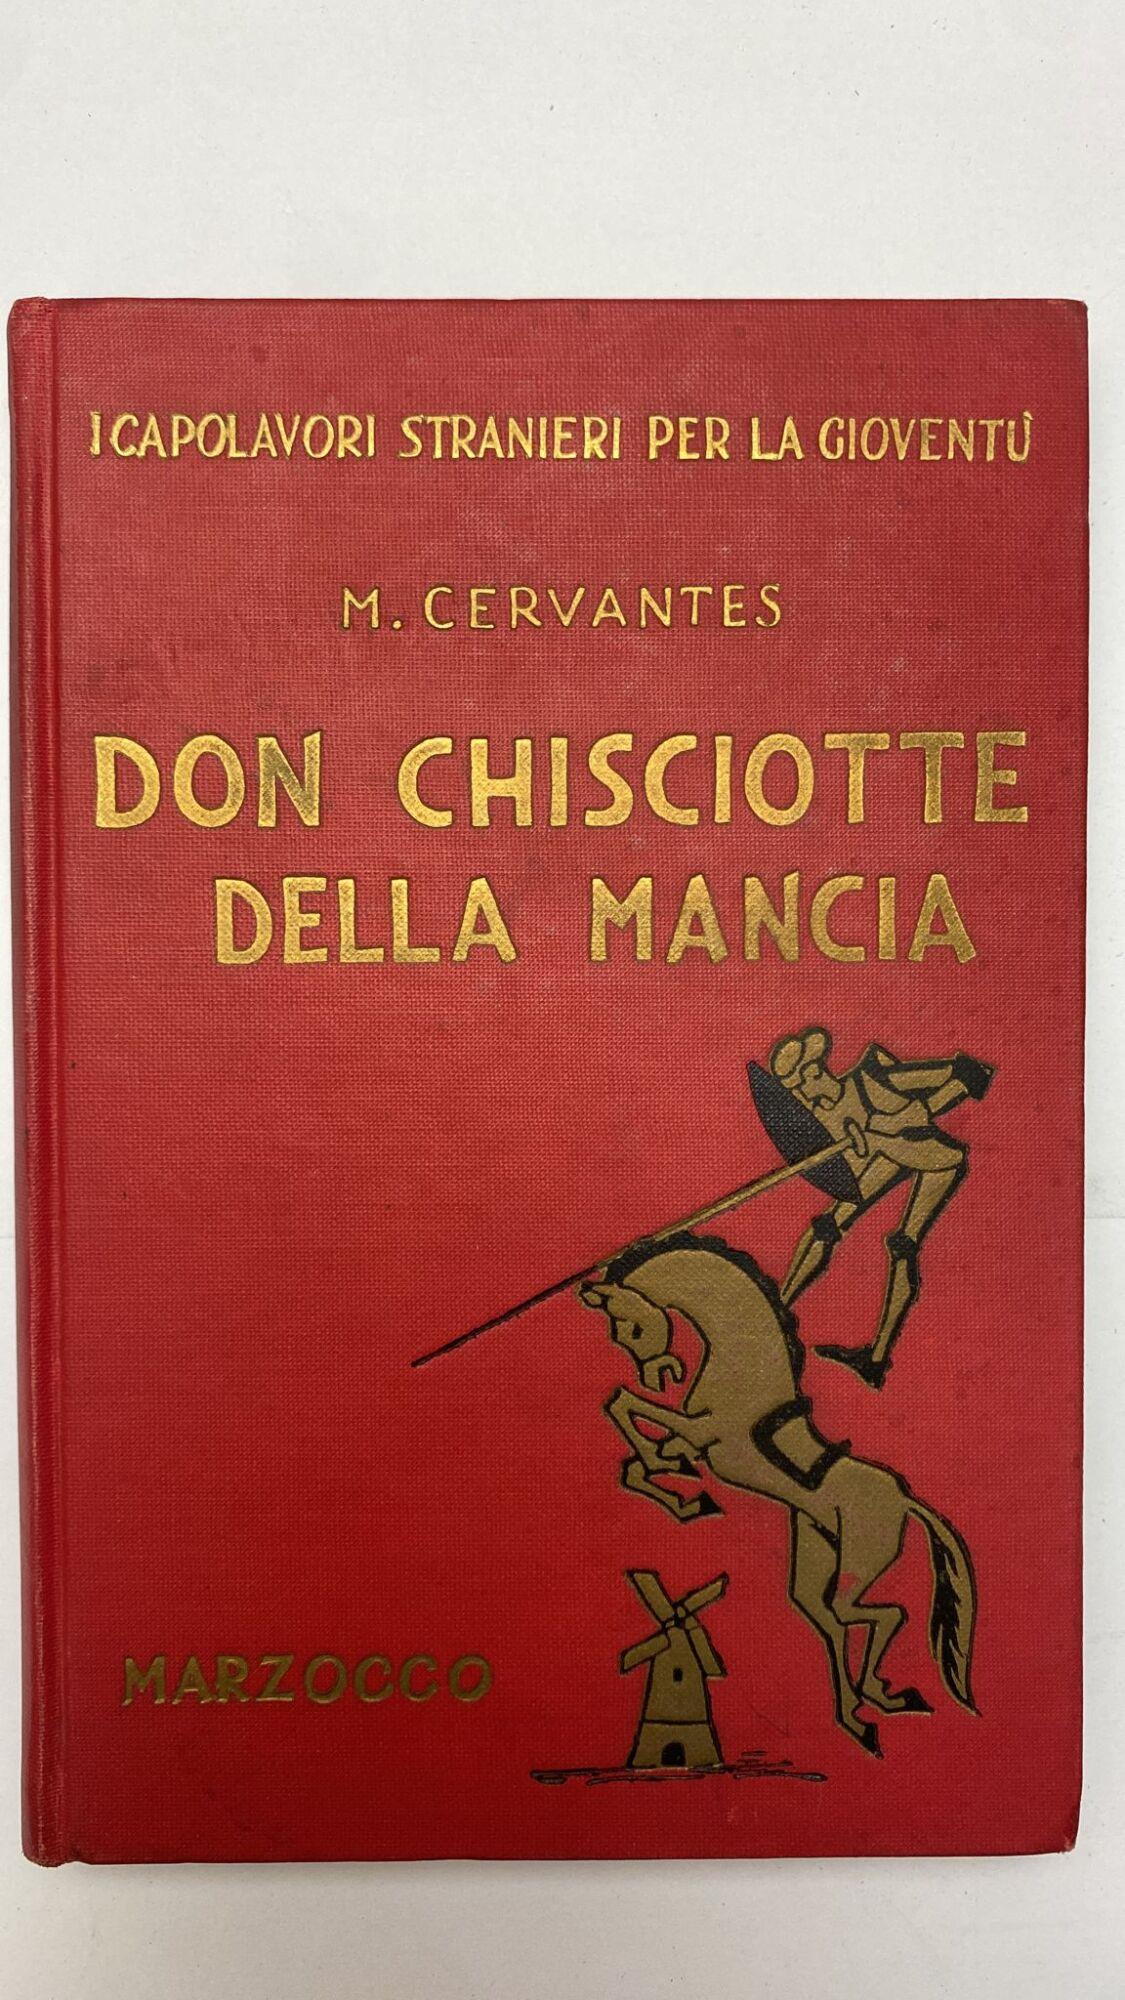 I CAPOLAVORI STRANIERI PER LA GIOVENTÙ
M. CERVANTES
DON CHISCIOTTE
DELLA MANCIA
MARZOCCO